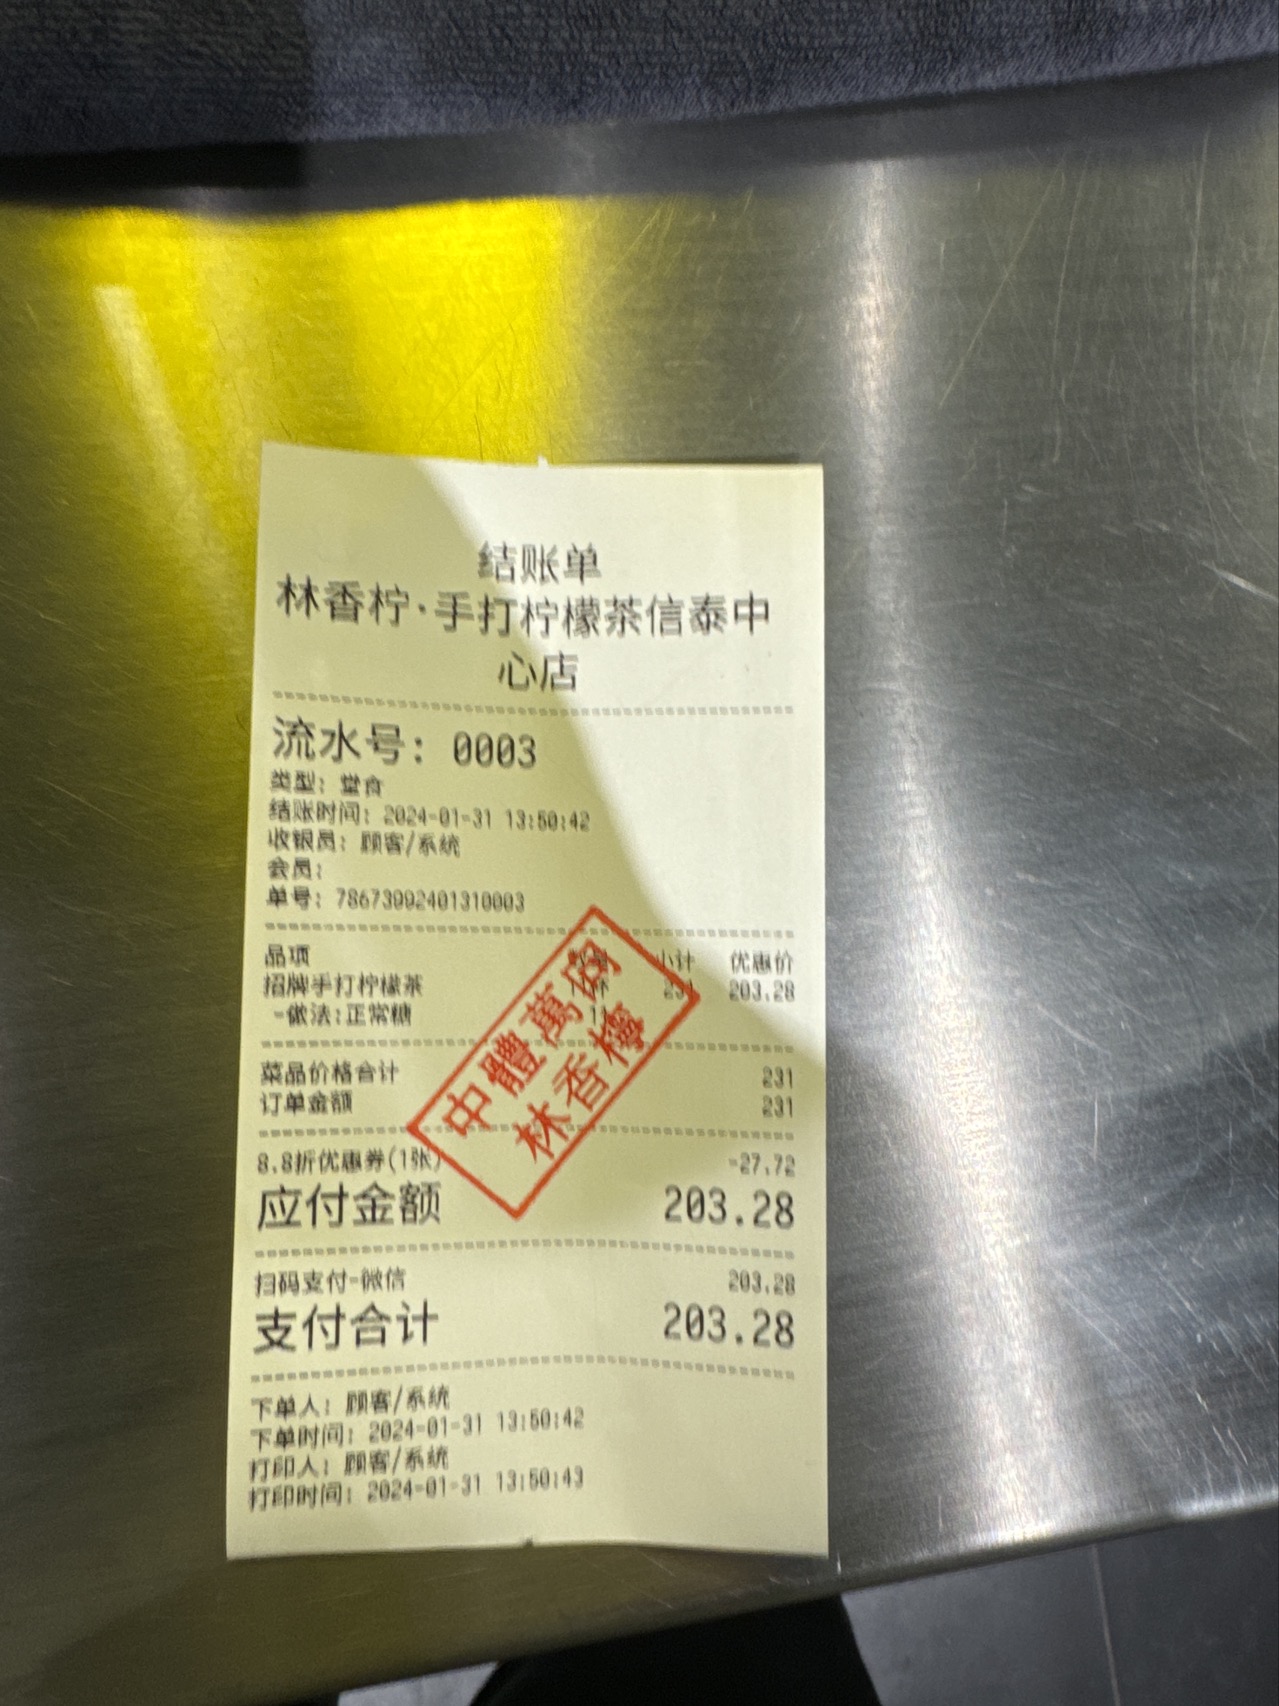 结账单
林香柠·手打柠檬茶信泰中
心店
流水号: 0003
类型: 堂食
结账时间: 2024-01-31 13:50:42
收银员: 顾客/系统
会员:
单号: 78673992401310003
品项 数量 小计 优惠价
招牌手打柠檬茶 231 203.28
-做法:正常糖
菜品价格合计 231
订单金额 231
8.8折优惠券(1张) -27.72
应付金额 203.28
扫码支付-微信 203.28
支付合计 203.28
下单人: 顾客/系统
下单时间: 2024-01-31 13:50:42
打印人: 顾客/系统
打印时间: 2024-01-31 13:50:43
中體萬網
林香檸